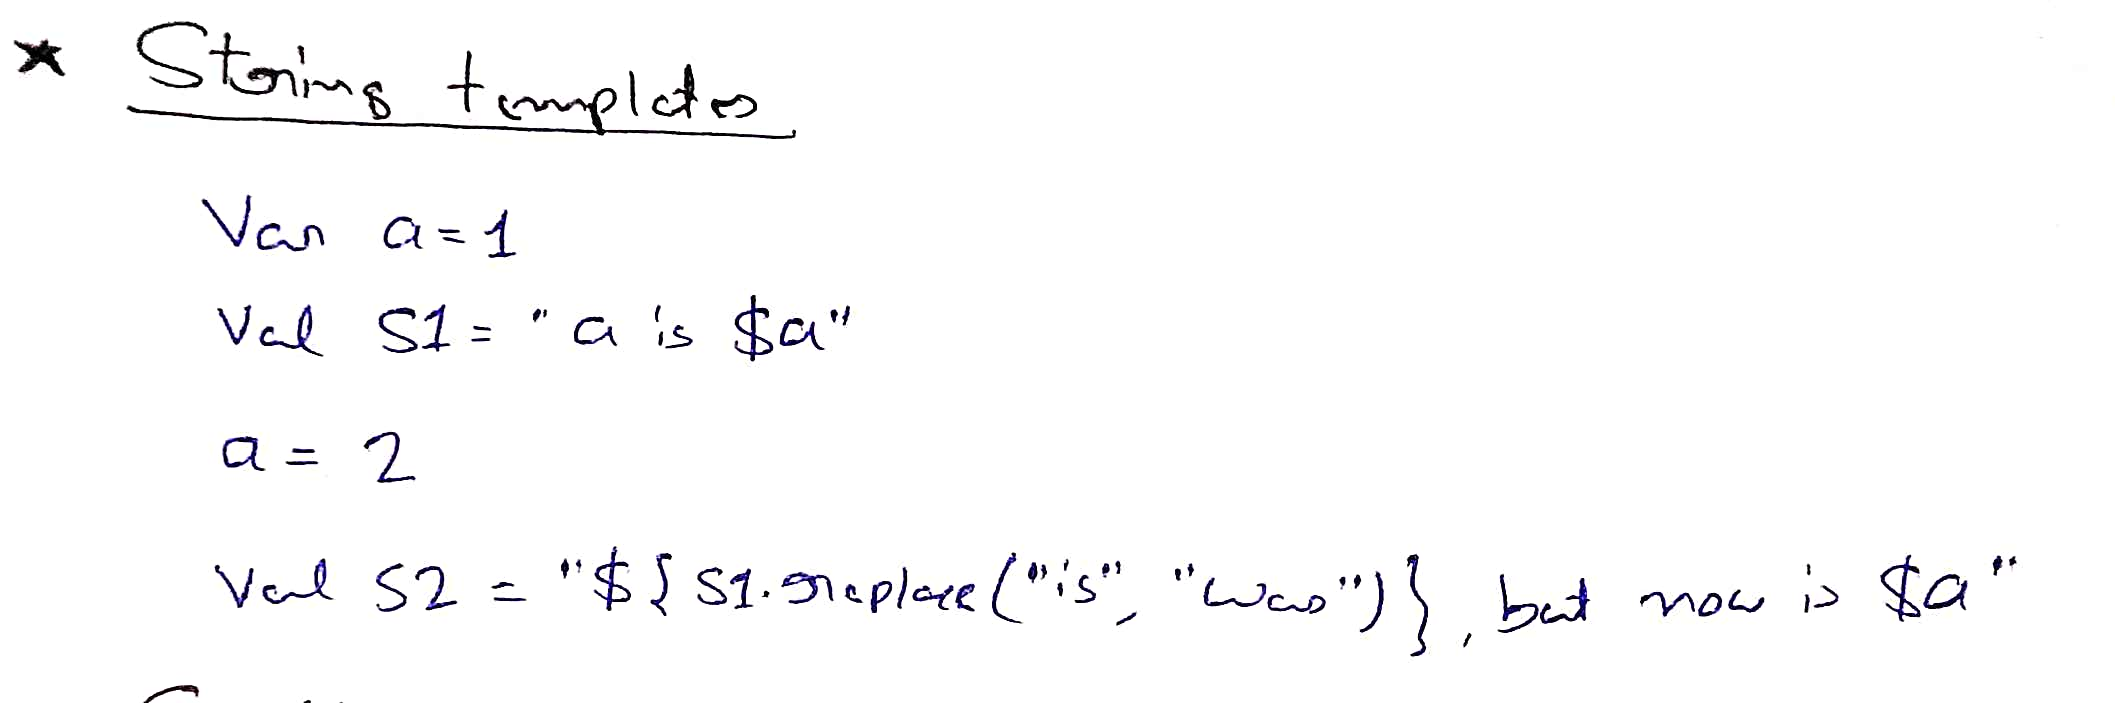 * String templates
Var a = 1
Val S1 = "a is $a"
a = 2
Val S2 = "${S1.replace("is", "was")}, but now is $a"